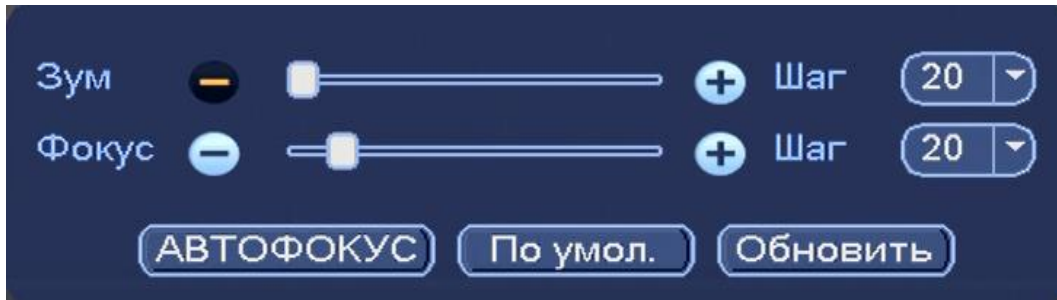 Зум Шаг 20
Фокус Шаг 20
АВТОФОКУС По умол. Обновить